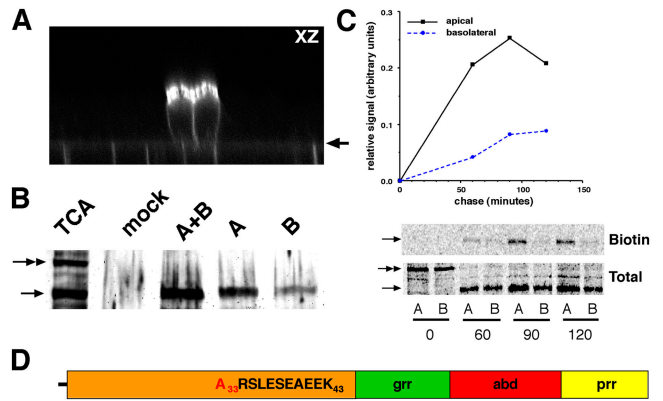 A
XZ
B
TCA
mock
A+B
A
B
C
relative signal (arbitrary units)
0.3
0.2
0.1
0.0
apical
basolateral
0 50 100 150
chase (minutes)
Biotin
Total
A B A B A B A B
0 60 90 120
D
A33RSLESEAEEK43
grr
abd
prr